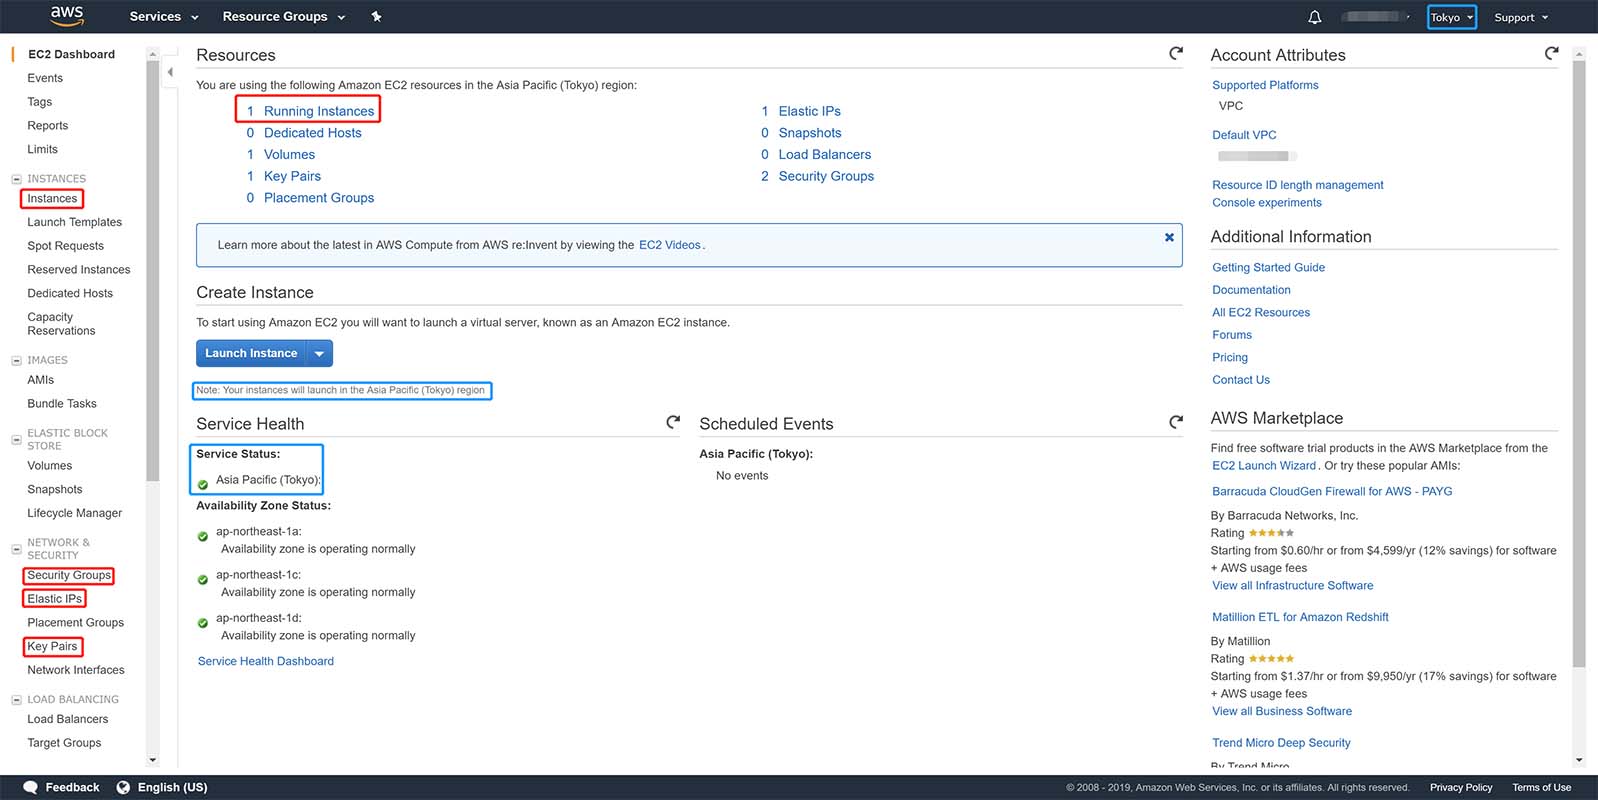 aws
Services
Resource Groups
Tokyo
Support
EC2 Dashboard
Events
Tags
Reports
Limits
INSTANCES
Instances
Launch Templates
Spot Requests
Reserved Instances
Dedicated Hosts
Capacity
Reservations
IMAGES
AMIs
Bundle Tasks
ELASTIC BLOCK
STORE
Volumes
Snapshots
Lifecycle Manager
NETWORK &
SECURITY
Security Groups
Elastic IPs
Placement Groups
Key Pairs
Network Interfaces
LOAD BALANCING
Load Balancers
Target Groups
Resources
You are using the following Amazon EC2 resources in the Asia Pacific (Tokyo) region:
1 Running Instances
0 Dedicated Hosts
1 Volumes
1 Key Pairs
0 Placement Groups
1 Elastic IPs
0 Snapshots
0 Load Balancers
2 Security Groups
Learn more about the latest in AWS Compute from AWS re:Invent by viewing the EC2 Videos.
Create Instance
To start using Amazon EC2 you will want to launch a virtual server, known as an Amazon EC2 instance.
Launch Instance
Note: Your instances will launch in the Asia Pacific (Tokyo) region
Service Health
Service Status:
Asia Pacific (Tokyo):
Availability Zone Status:
ap-northeast-1a:
Availability zone is operating normally
ap-northeast-1c:
Availability zone is operating normally
ap-northeast-1d:
Availability zone is operating normally
Service Health Dashboard
Scheduled Events
Asia Pacific (Tokyo):
No events
Account Attributes
Supported Platforms
VPC
Default VPC
Resource ID length management
Console experiments
Additional Information
Getting Started Guide
Documentation
All EC2 Resources
Forums
Pricing
Contact Us
AWS Marketplace
Find free software trial products in the AWS Marketplace from the
EC2 Launch Wizard. Or try these popular AMIs:
Barracuda CloudGen Firewall for AWS - PAYG
By Barracuda Networks, Inc.
Rating
Starting from $0.60/hr or from $4,599/yr (12% savings) for software
+ AWS usage fees
View all Infrastructure Software
Matillion ETL for Amazon Redshift
By Matillion
Rating
Starting from $1.37/hr or from $9,950/yr (17% savings) for software
+ AWS usage fees
View all Business Software
Trend Micro Deep Security
By Trend Micro
Feedback
English (US)
© 2008 - 2019, Amazon Web Services, Inc. or its affiliates. All rights reserved.
Privacy Policy
Terms of Use